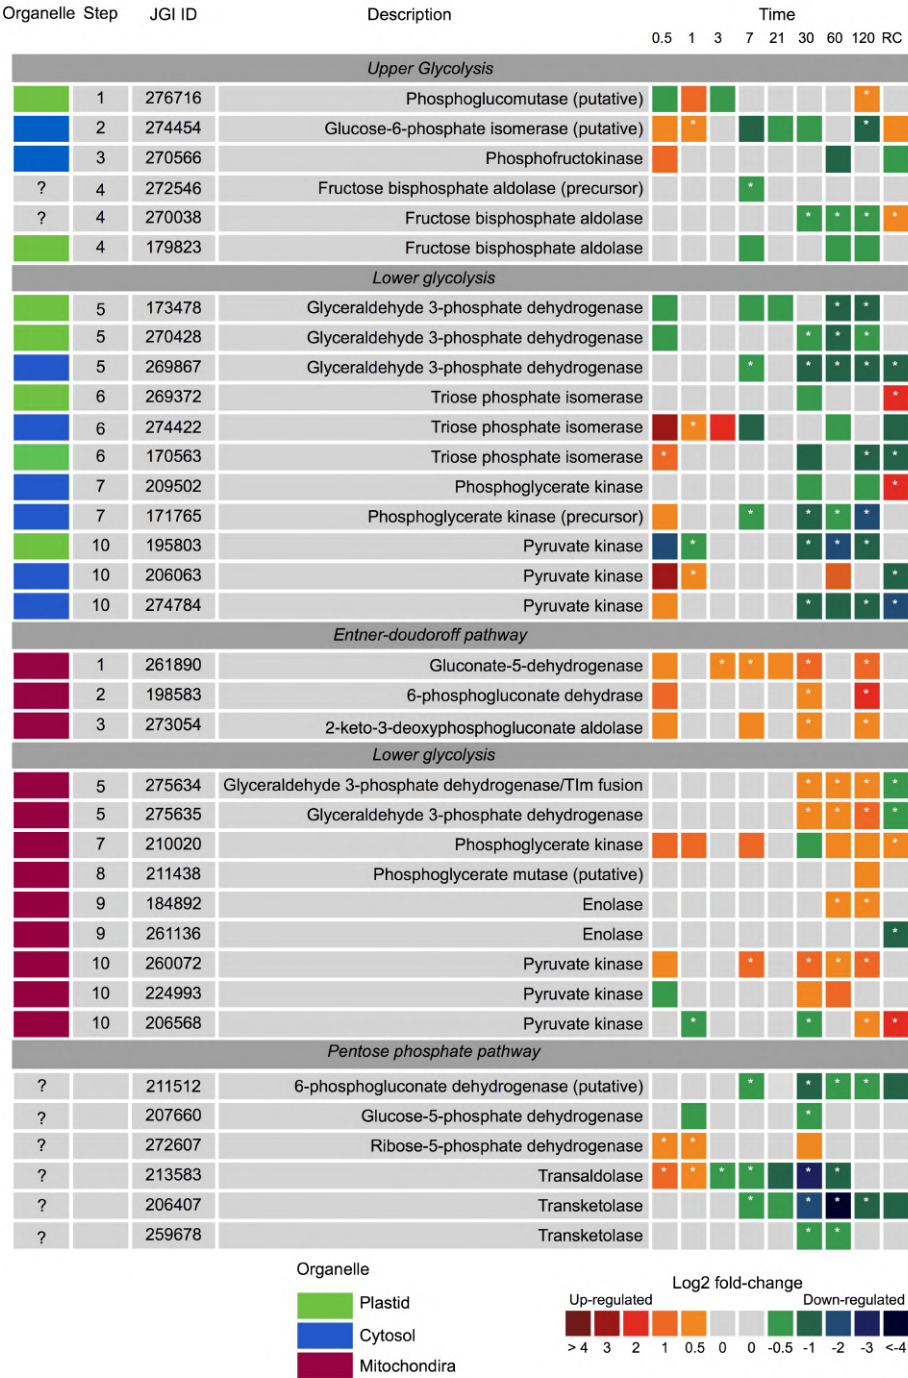 Organelle Step JGI ID Description Time
0.5 1 3 7 21 30 60 120 RC
Upper Glycolysis
1 276716 Phosphoglucomutase (putative) *
2 274454 Glucose-6-phosphate isomerase (putative) * *
3 270566 Phosphofructokinase
? 4 272546 Fructose bisphosphate aldolase (precursor) *
? 4 270038 Fructose bisphosphate aldolase * * * *
4 179823 Fructose bisphosphate aldolase
Lower glycolysis
5 173478 Glyceraldehyde 3-phosphate dehydrogenase * *
5 270428 Glyceraldehyde 3-phosphate dehydrogenase * * *
5 269867 Glyceraldehyde 3-phosphate dehydrogenase * * * * *
6 269372 Triose phosphate isomerase *
6 274422 Triose phosphate isomerase *
6 170563 Triose phosphate isomerase * * *
7 209502 Phosphoglycerate kinase *
7 171765 Phosphoglycerate kinase (precursor) * * * *
10 195803 Pyruvate kinase * * * *
10 206063 Pyruvate kinase * *
10 274784 Pyruvate kinase * * *
Entner-doudoroff pathway
1 261890 Gluconate-5-dehydrogenase * * * *
2 198583 6-phosphogluconate dehydrase * *
3 273054 2-keto-3-deoxyphosphogluconate aldolase * *
Lower glycolysis
5 275634 Glyceraldehyde 3-phosphate dehydrogenase/TIm fusion * * * *
5 275635 Glyceraldehyde 3-phosphate dehydrogenase * * * *
7 210020 Phosphoglycerate kinase *
8 211438 Phosphoglycerate mutase (putative)
9 184892 Enolase * *
9 261136 Enolase *
10 260072 Pyruvate kinase * * * *
10 224993 Pyruvate kinase
10 206568 Pyruvate kinase * * * *
Pentose phosphate pathway
? 211512 6-phosphogluconate dehydrogenase (putative) * * * *
? 207660 Glucose-5-phosphate dehydrogenase *
? 272607 Ribose-5-phosphate dehydrogenase * *
? 213583 Transaldolase * * * * * *
? 206407 Transketolase * * * *
? 259678 Transketolase * *
Organelle
Plastid
Cytosol
Mitochondira
Log2 fold-change
Up-regulated Down-regulated
> 4 3 2 1 0.5 0 0 -0.5 -1 -2 -3 <-4